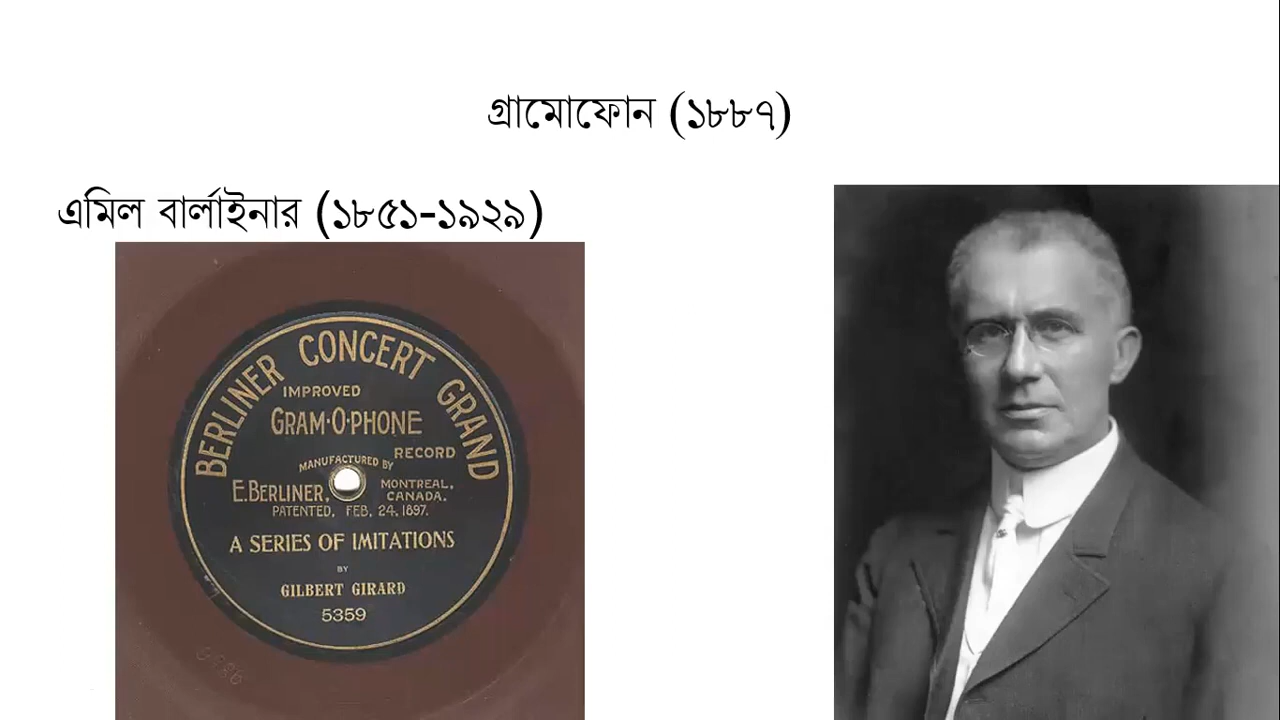 গ্রামোফোন (১৮৮৭)
এমিল বার্লাইনার (১৮৫১-১৯২৯)
BERLINER CONCERT GRAND
IMPROVED
GRAM-O-PHONE
RECORD
MANUFACTURED BY
E.BERLINER, MONTREAL, CANADA.
PATENTED, FEB. 24, 1897.
A SERIES OF IMITATIONS
BY
GILBERT GIRARD
5359